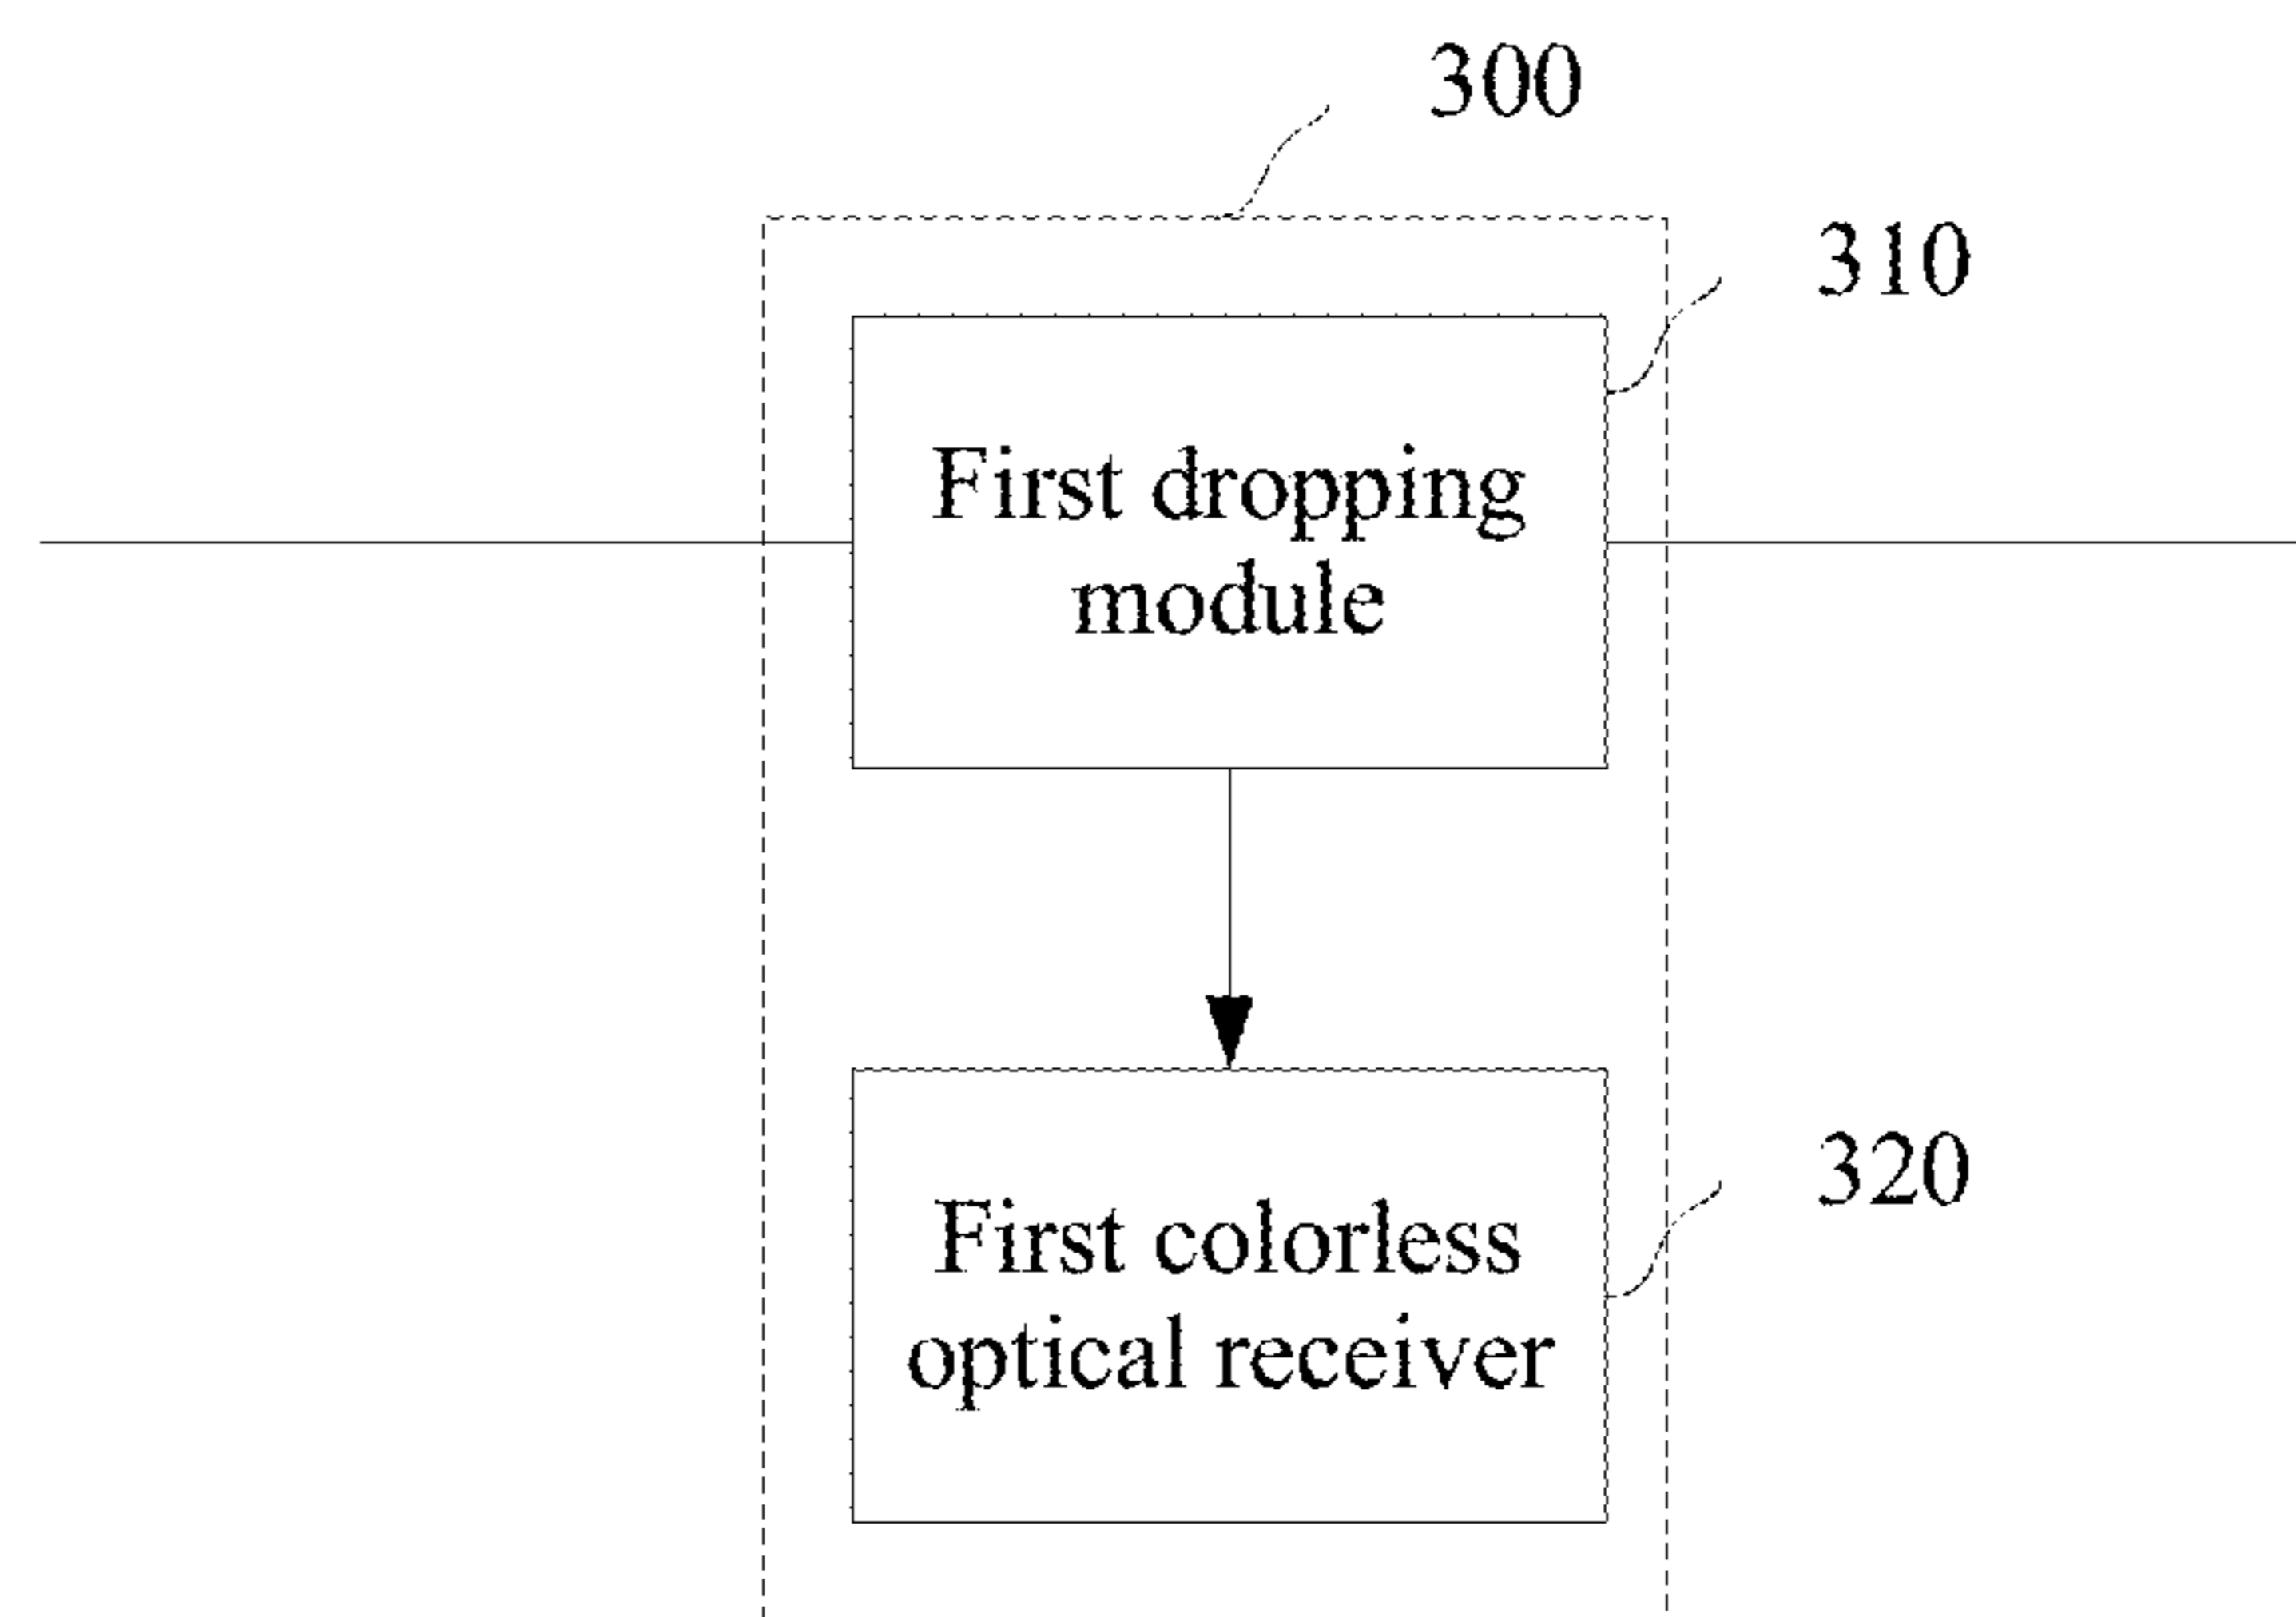 300
310
First dropping
module
320
First colorless
optical receiver